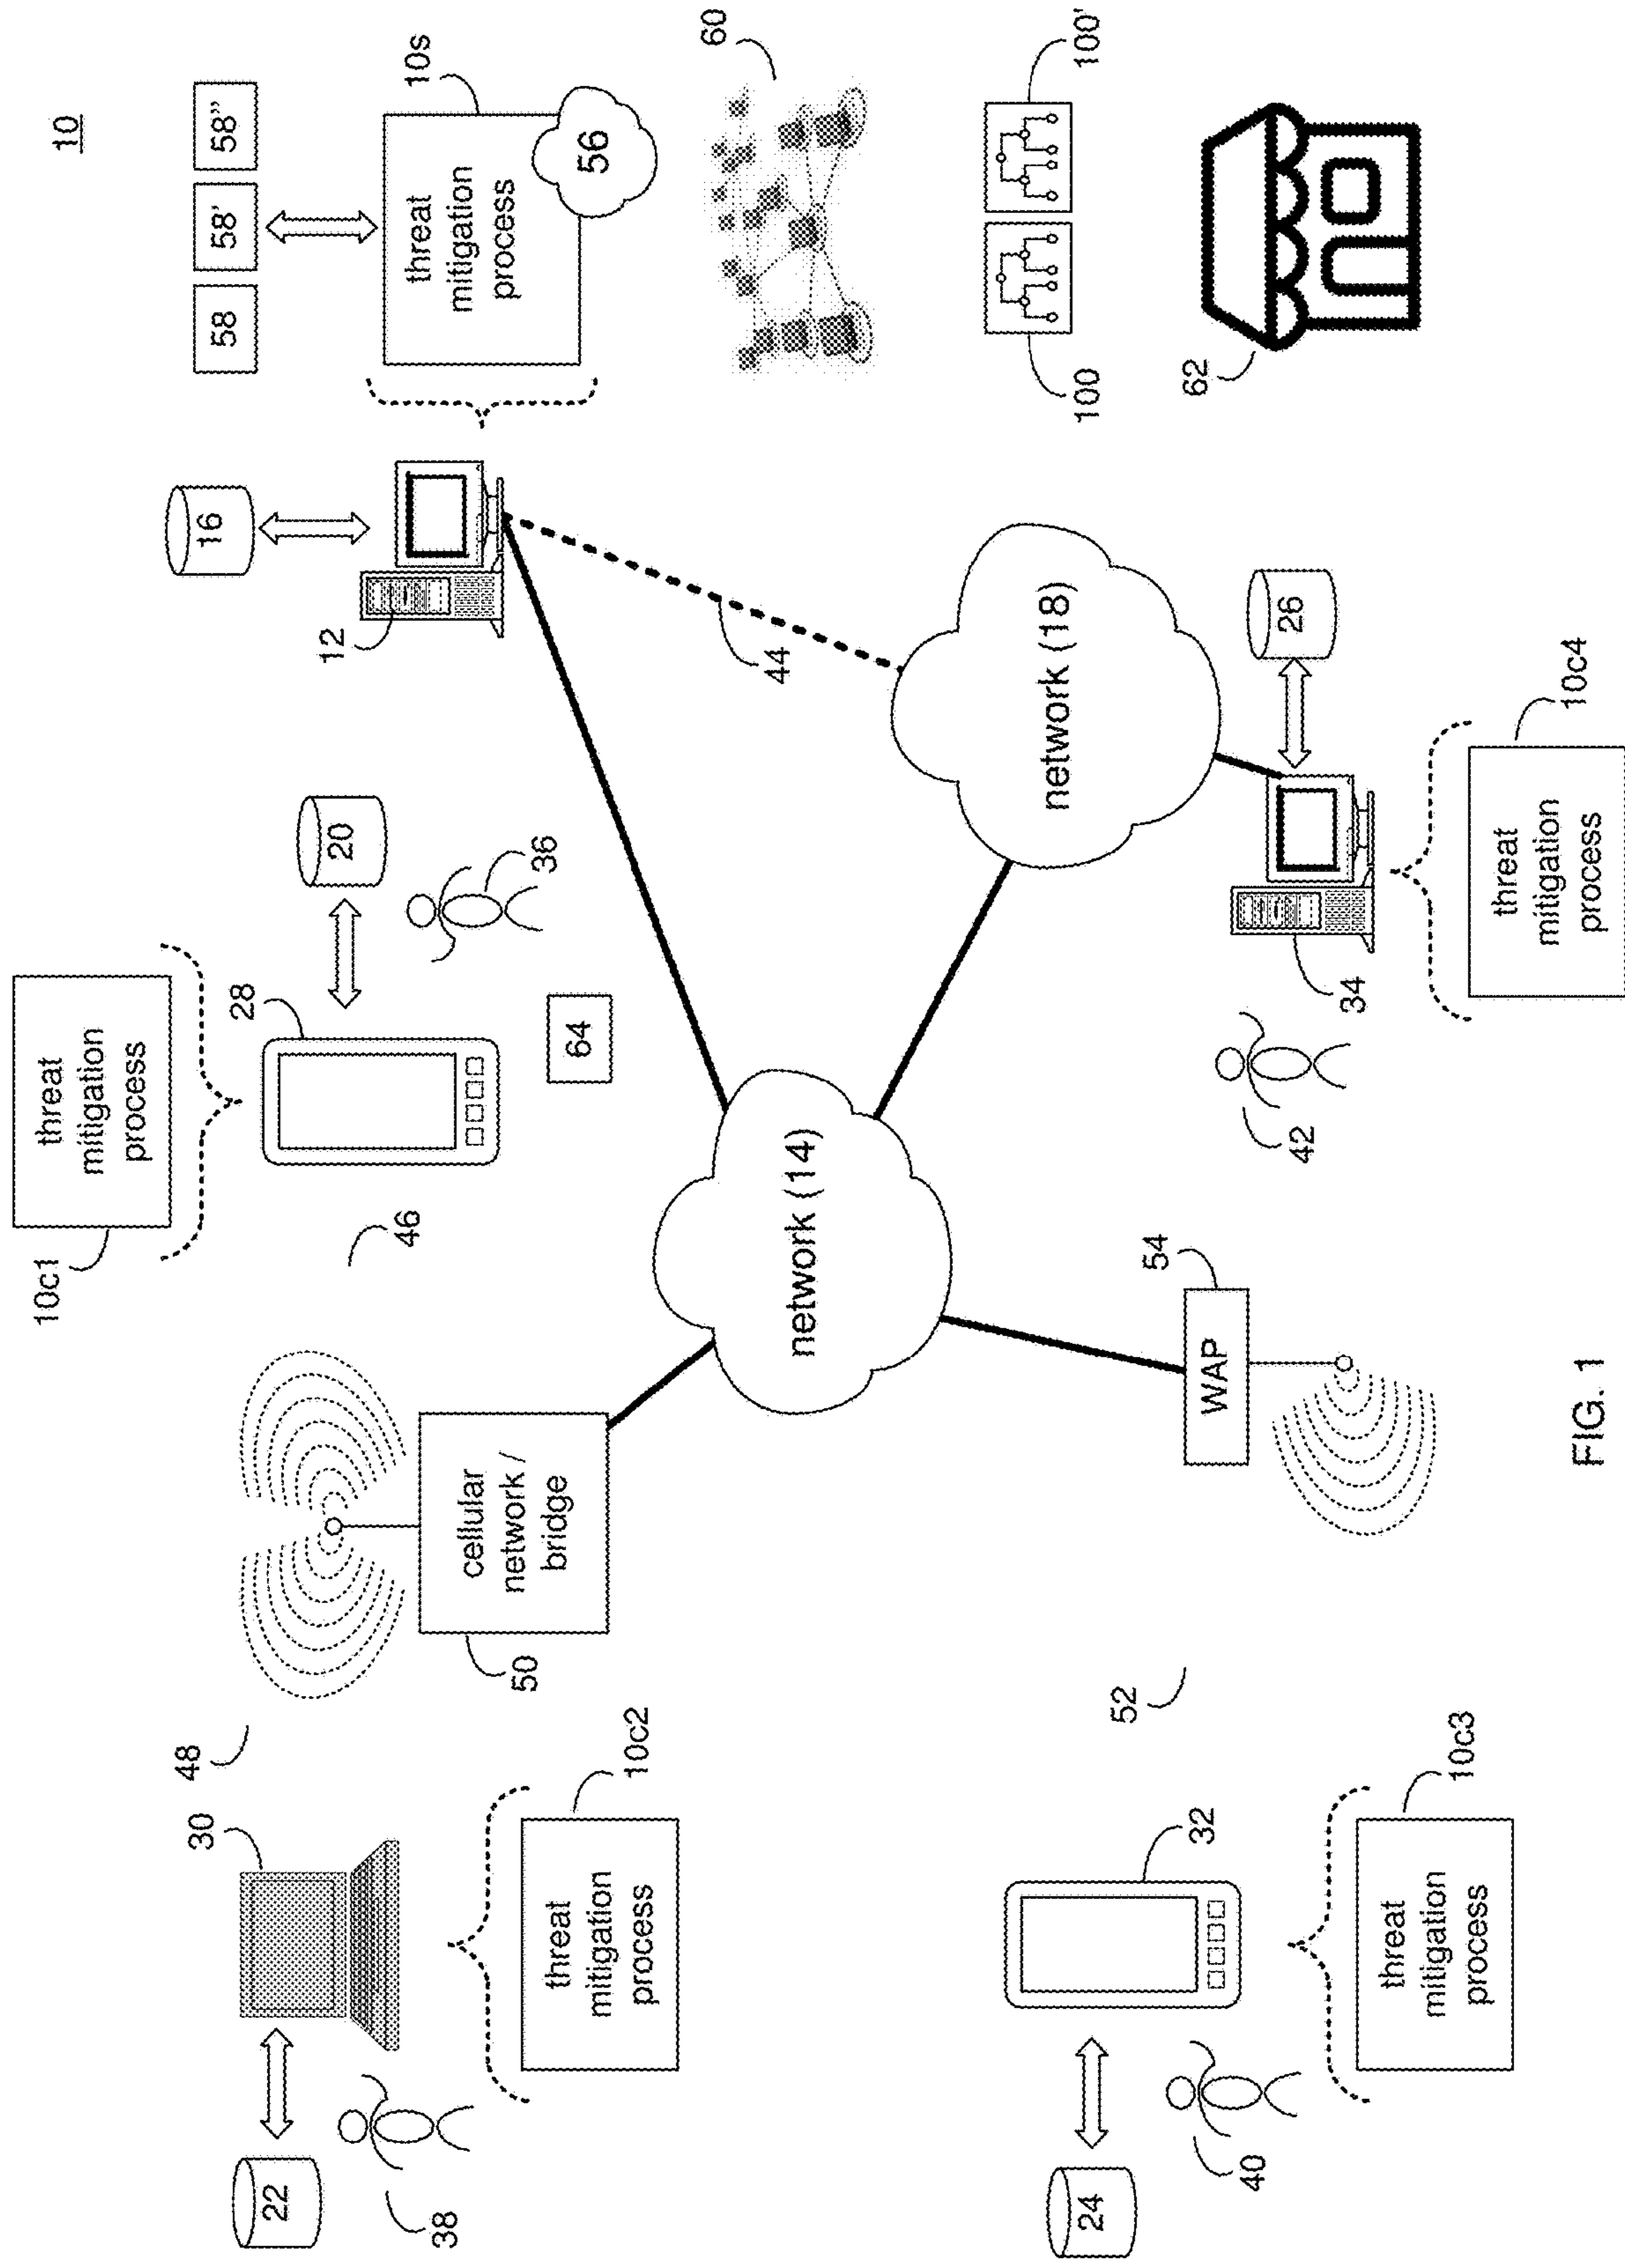 10
58
58'
58"
10s
threat
mitigation
process
56
60
100
100'
62
16
12
44
20
36
28
64
threat
mitigation
process
10c1
46
network (18)
26
34
42
threat
mitigation
process
10c4
network (14)
48
cellular
network /
bridge
50
54
WAP
52
30
22
38
threat
mitigation
process
10c2
32
24
40
threat
mitigation
process
10c3
FIG. 1